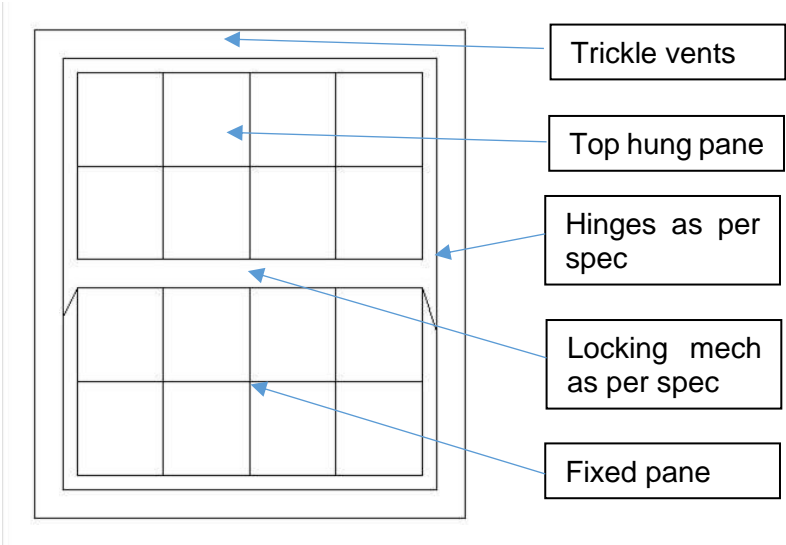 Trickle vents
Top hung pane
Hinges as per
spec
Locking mech
as per spec
Fixed pane